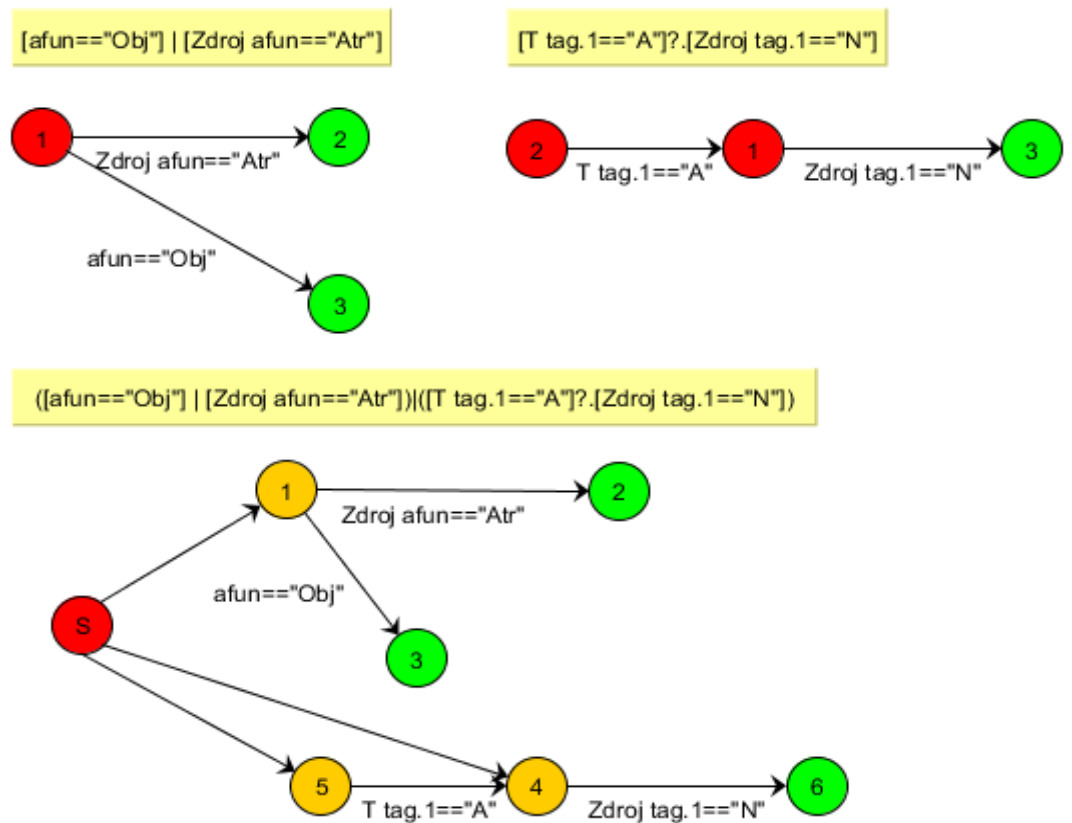 [afun=="Obj"] | [Zdroj afun=="Atr"]
[T tag.1=="A"]?.[Zdroj tag.1=="N"]
1
2
Zdroj afun=="Atr"
afun=="Obj"
3
2
1
3
T tag.1=="A"
Zdroj tag.1=="N"
([afun=="Obj"] | [Zdroj afun=="Atr"])|([T tag.1=="A"]?.[Zdroj tag.1=="N"])
1
2
Zdroj afun=="Atr"
afun=="Obj"
S
3
5
4
6
T tag.1=="A"
Zdroj tag.1=="N"